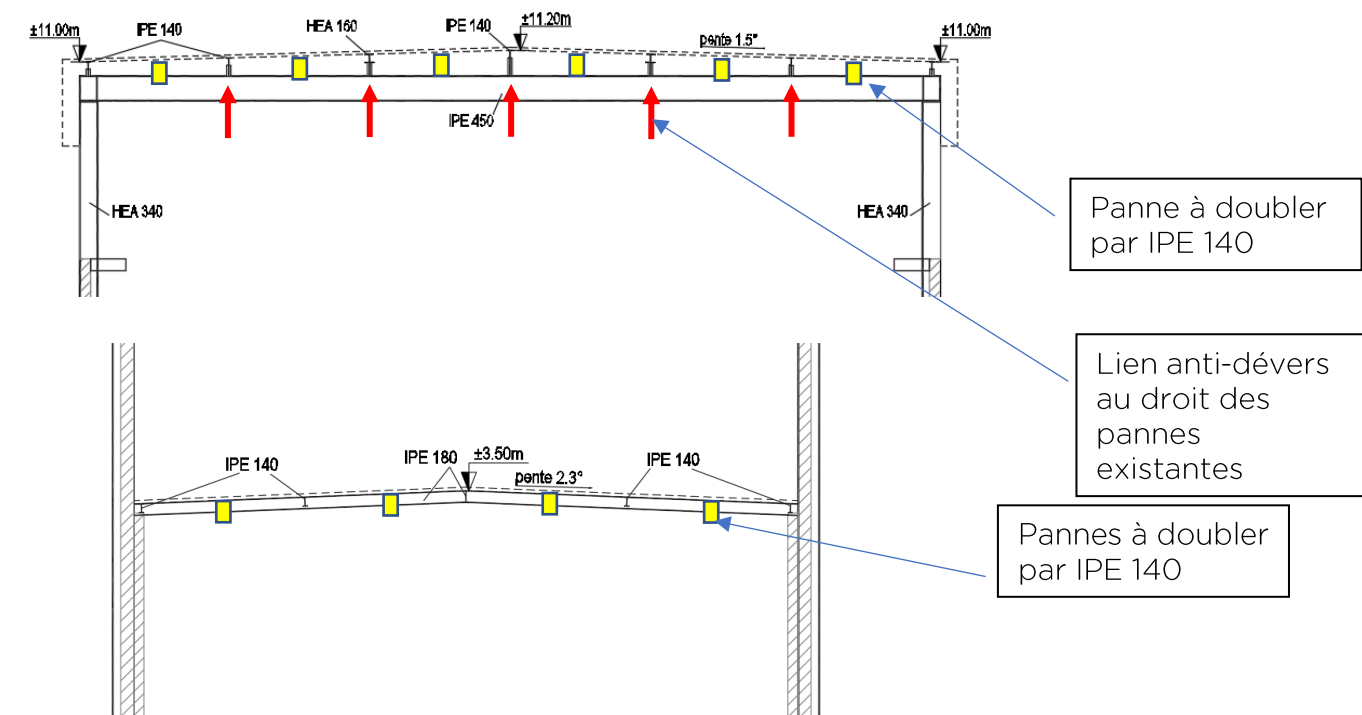 ±11.00m
IPE 140
HEA 160
IPE 140
±11.20m
pente 1.5°
±11.00m
IPE 450
HEA 340
HEA 340
Panne à doubler
par IPE 140
Lien anti-dévers
au droit des
pannes
existantes
IPE 140
IPE 180
±3.50m
pente 2.3°
IPE 140
Pannes à doubler
par IPE 140